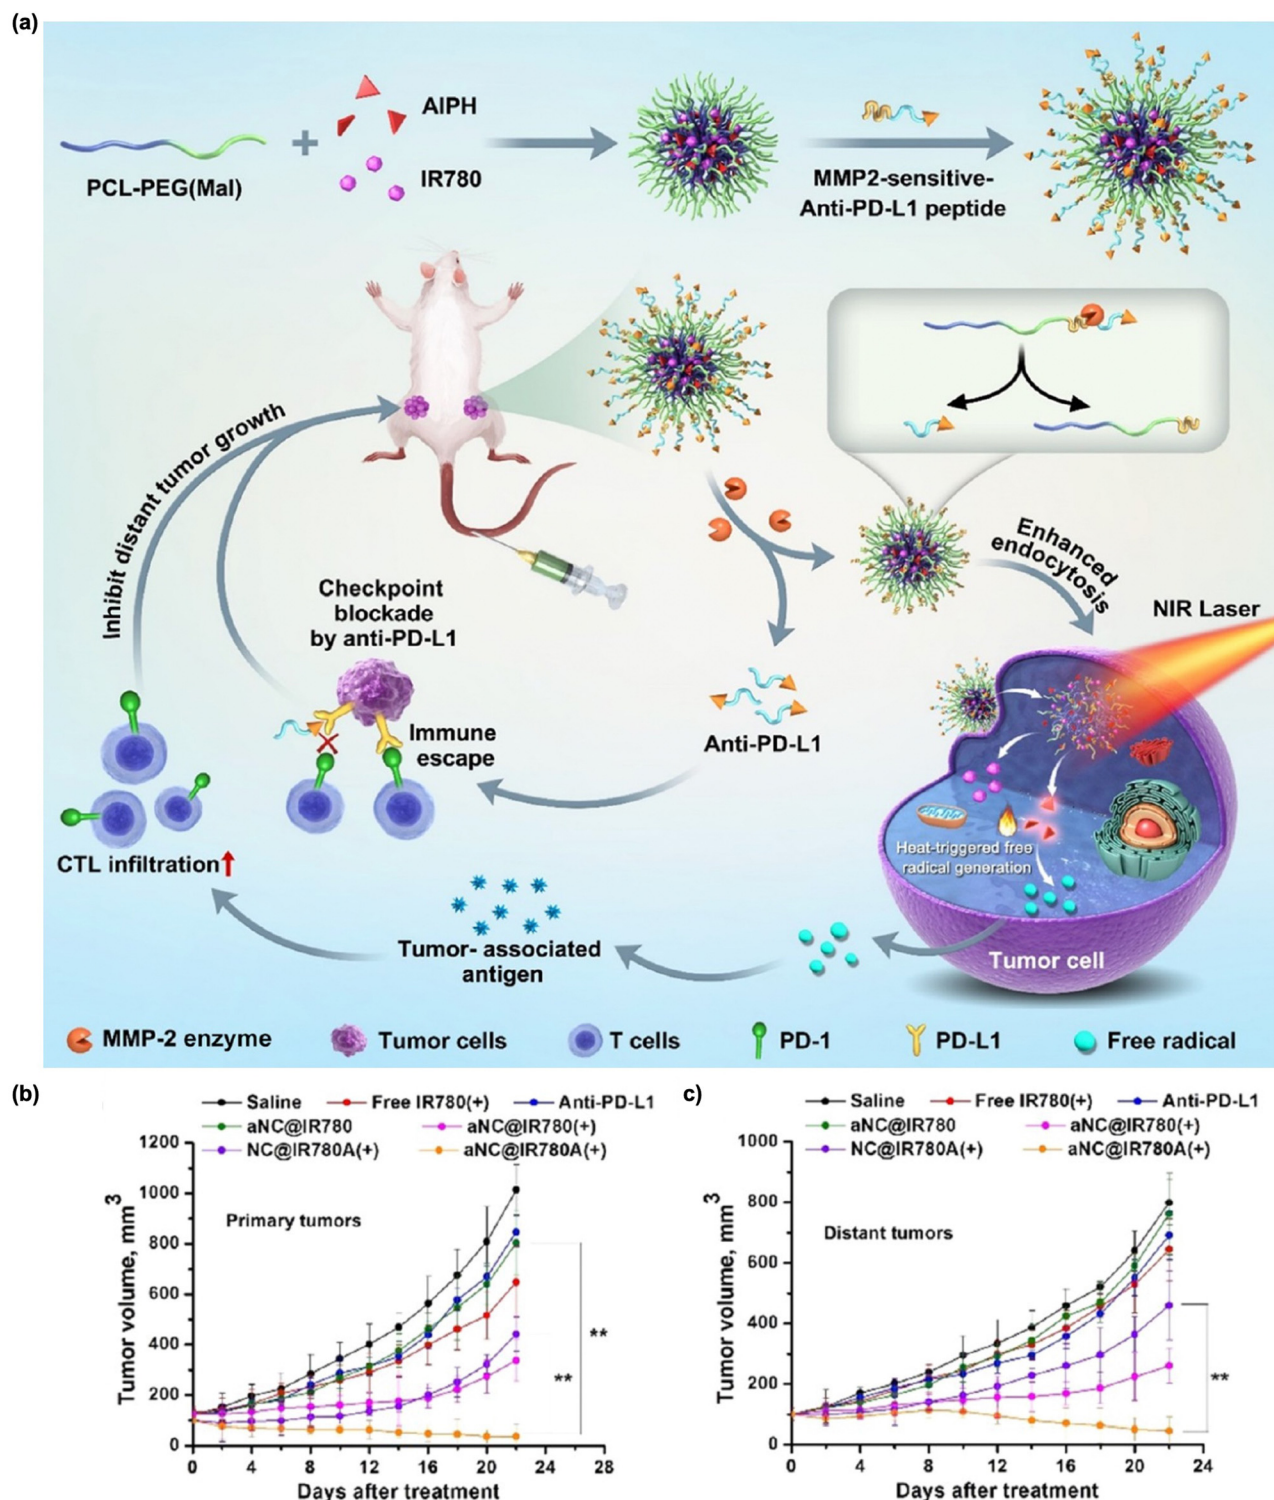 (a)
AIPH
IR780
PCL-PEG(Mal)
MMP2-sensitive-
Anti-PD-L1 peptide
Inhibit distant tumor growth
Enhanced
endocytosis
NIR Laser
Checkpoint
blockade
by anti-PD-L1
Immune
escape
Anti-PD-L1
CTL infiltration
Heat-triggered free
radical generation
Tumor- associated
antigen
Tumor cell
MMP-2 enzyme
Tumor cells
T cells
PD-1
PD-L1
Free radical
(b)
Saline Free IR780(+) Anti-PD-L1
aNC@IR780 aNC@IR780(+)
NC@IR780A(+) aNC@IR780A(+)
Primary tumors
Tumor volume, mm3
1200
1000
800
600
400
200
0
**
**
0 4 8 12 16 20 24 28
Days after treatment
c)
Saline Free IR780(+) Anti-PD-L1
aNC@IR780 aNC@IR780(+)
NC@IR780A(+) aNC@IR780A(+)
Distant tumors
Tumor volume, mm3
1000
800
600
400
200
0
**
0 4 8 12 16 20 24
Days after treatment